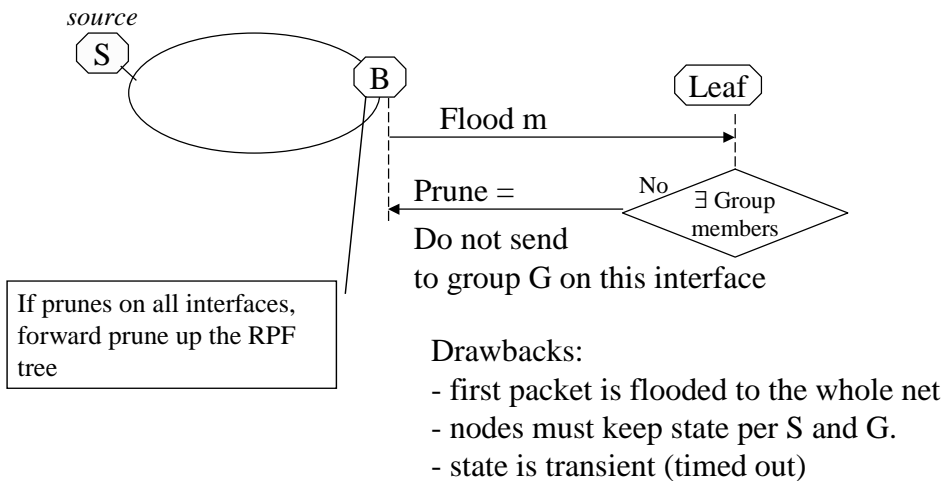 source
S
B
Leaf
Flood m
Prune =
No
∃ Group
members
Do not send
to group G on this interface
If prunes on all interfaces,
forward prune up the RPF
tree
Drawbacks:
- first packet is flooded to the whole net
- nodes must keep state per S and G.
- state is transient (timed out)